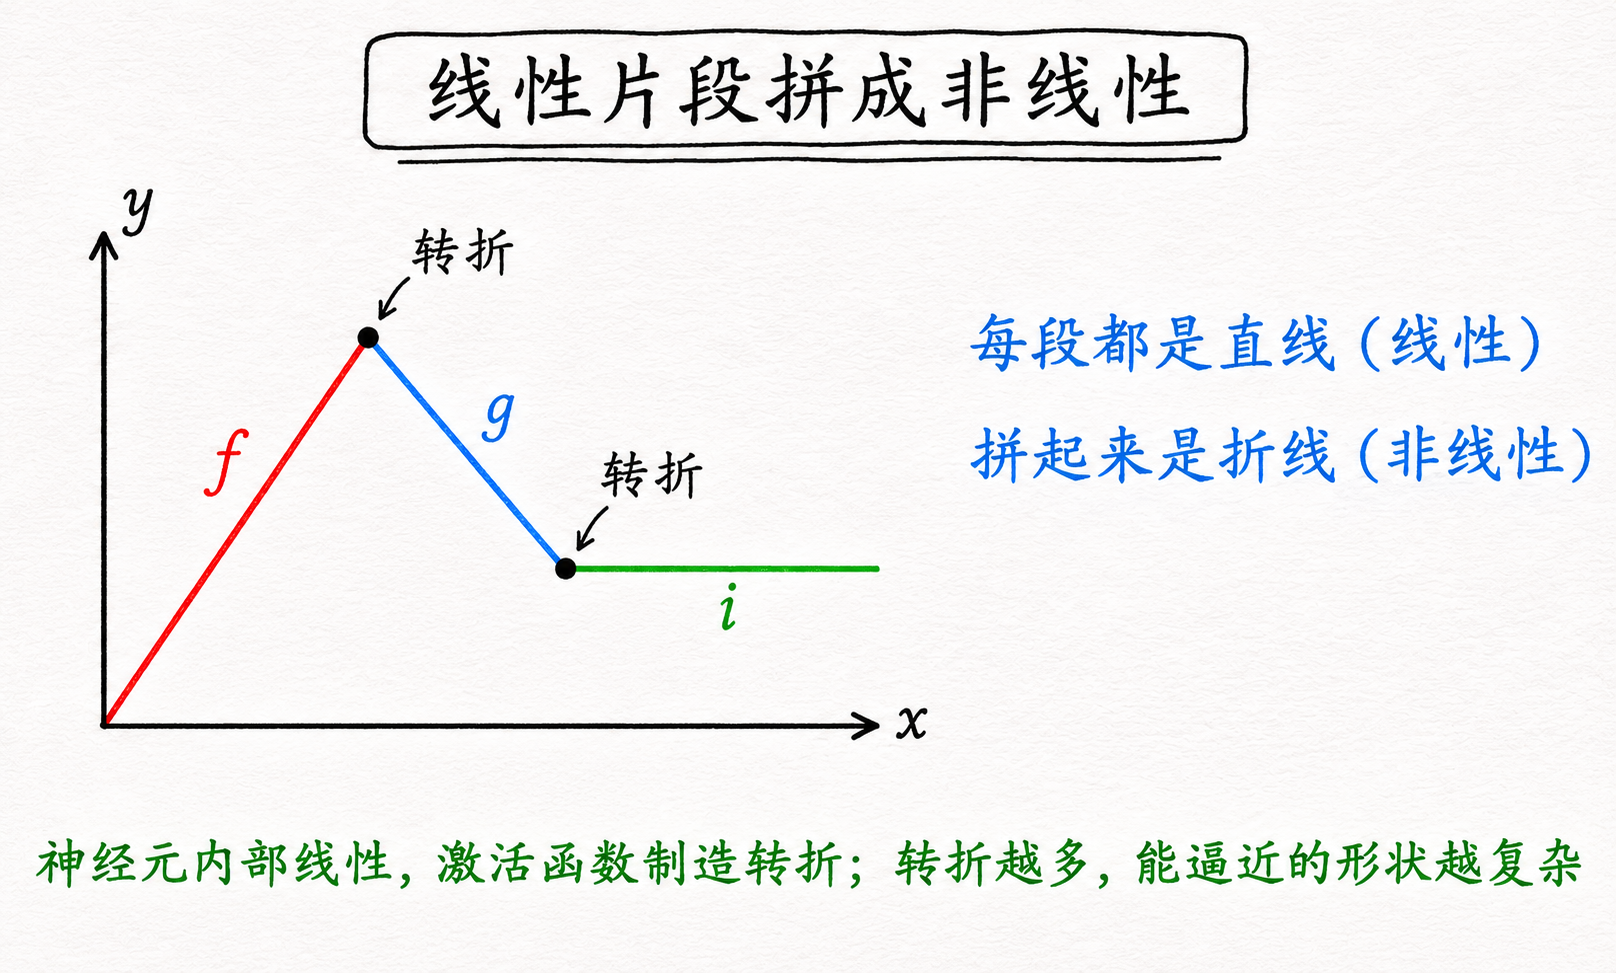 线性片段拼成非线性
y
转折
每段都是直线(线性)
f
g
拼起来是折线(非线性)
转折
i
x
神经元内部线性, 激活函数制造转折; 转折越多, 能逼近的形状越复杂